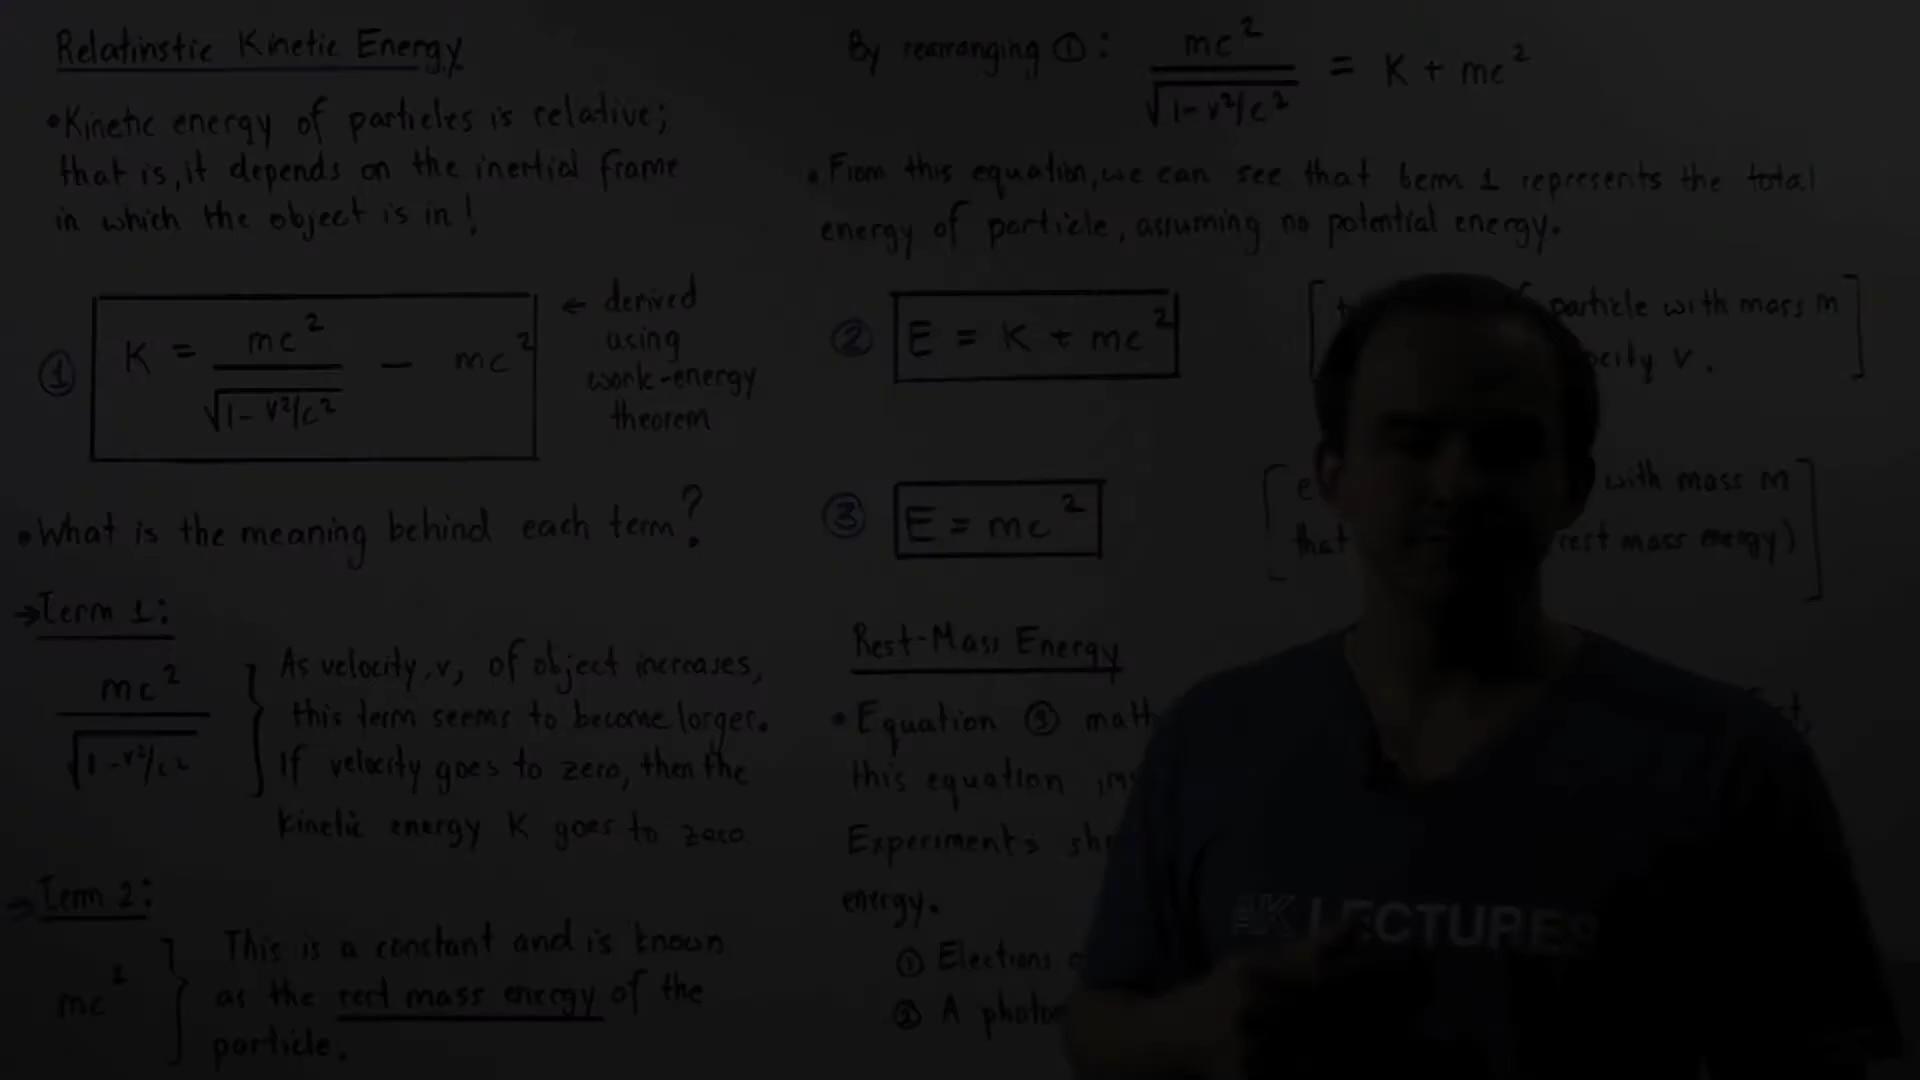 Relativistic Kinetic Energy
• Kinetic energy of particles is relative;
that is, it depends on the inertial frame
in which the object is in!
① K = mc² / √1 - v²/c² - mc²
← derived
using
work-energy
theorem
• What is the meaning behind each term?
→ Term 1:
mc² / √1 - v²/c²
} As velocity, v, of object increases,
this term seems to become larger.
If velocity goes to zero, then the
kinetic energy K goes to zero
→ Term 2:
mc²
} This is a constant and is known
as the rest mass energy of the
particle.
By rearranging ①: mc² / √1 - v²/c² = K + mc²
• From this equation, we can see that term 1 represents the total
energy of particle, assuming no potential energy.
② E = K + mc²
particle with mass m
v.
③ E = mc²
with mass m
that rest mass energy)
Rest-Mass Energy
• Equation ③
this equation
Experiments
energy.
① Electrons
② A
AK LECTURES